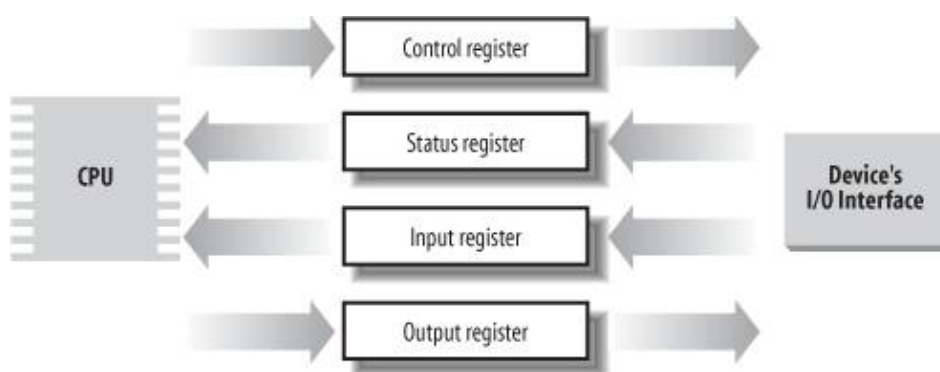 Control register
Status register
CPU
Device's
I/O Interface
Input register
Output register